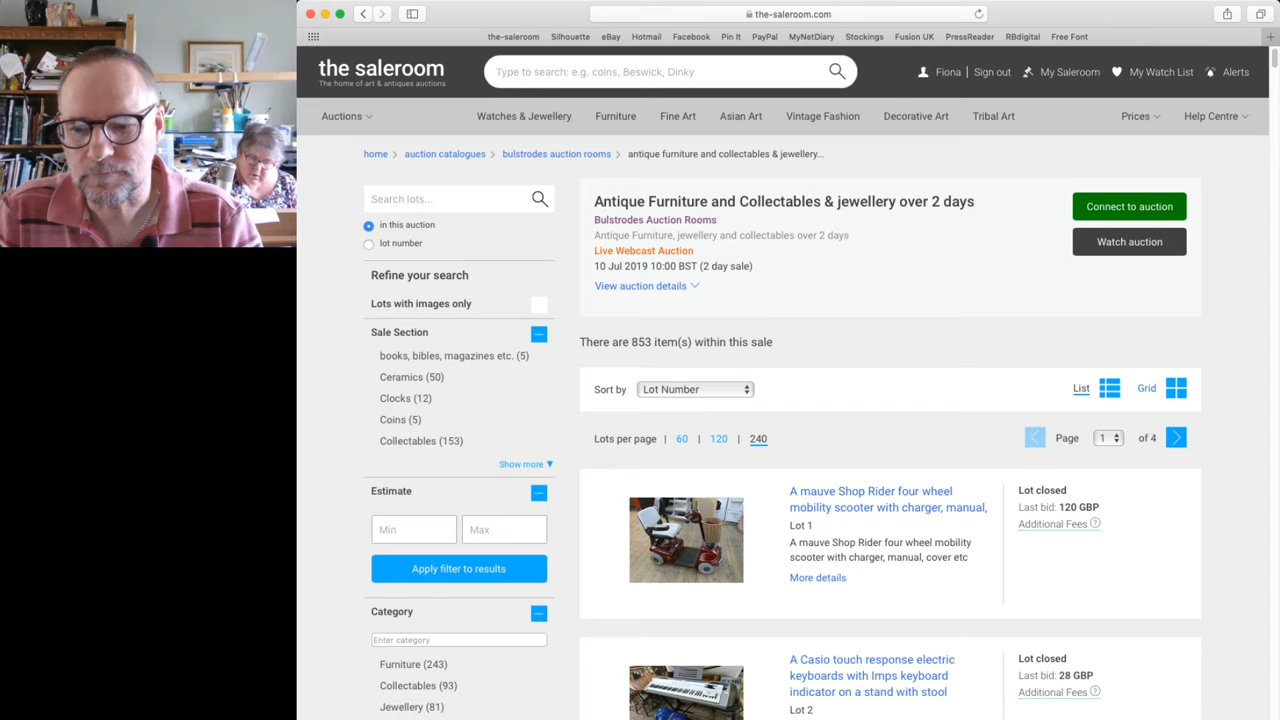 the-saleroom.com
the-saleroom Silhouette eBay Hotmail Facebook Pin It PayPal MyNetDiary Stockings Fusion UK PressReader RBdigital Free Font
the saleroom
The home of art & antiques auctions
Type to search: e.g. coins, Beswick, Dinky
Fiona | Sign out My Saleroom My Watch List Alerts
Auctions Watches & Jewellery Furniture Fine Art Asian Art Vintage Fashion Decorative Art Tribal Art Prices Help Centre
home > auction catalogues > bulstrodes auction rooms > antique furniture and collectables & jewellery...
Search lots...
in this auction
lot number
Refine your search
Lots with images only
Sale Section
books, bibles, magazines etc. (5)
Ceramics (50)
Clocks (12)
Coins (5)
Collectables (153)
Show more
Estimate
Min Max
Apply filter to results
Category
Enter category
Furniture (243)
Collectables (93)
Jewellery (81)
Antique Furniture and Collectables & jewellery over 2 days
Bulstrodes Auction Rooms
Antique Furniture, jewellery and collectables over 2 days
Live Webcast Auction
10 Jul 2019 10:00 BST (2 day sale)
View auction details
Connect to auction
Watch auction
There are 853 item(s) within this sale
Sort by Lot Number List Grid
Lots per page | 60 | 120 | 240 Page 1 of 4
A mauve Shop Rider four wheel
mobility scooter with charger, manual,
Lot 1
A mauve Shop Rider four wheel mobility
scooter with charger, manual, cover etc
More details
Lot closed
Last bid: 120 GBP
Additional Fees ?
A Casio touch response electric
keyboards with Imps keyboard
indicator on a stand with stool
Lot 2
Lot closed
Last bid: 28 GBP
Additional Fees ?